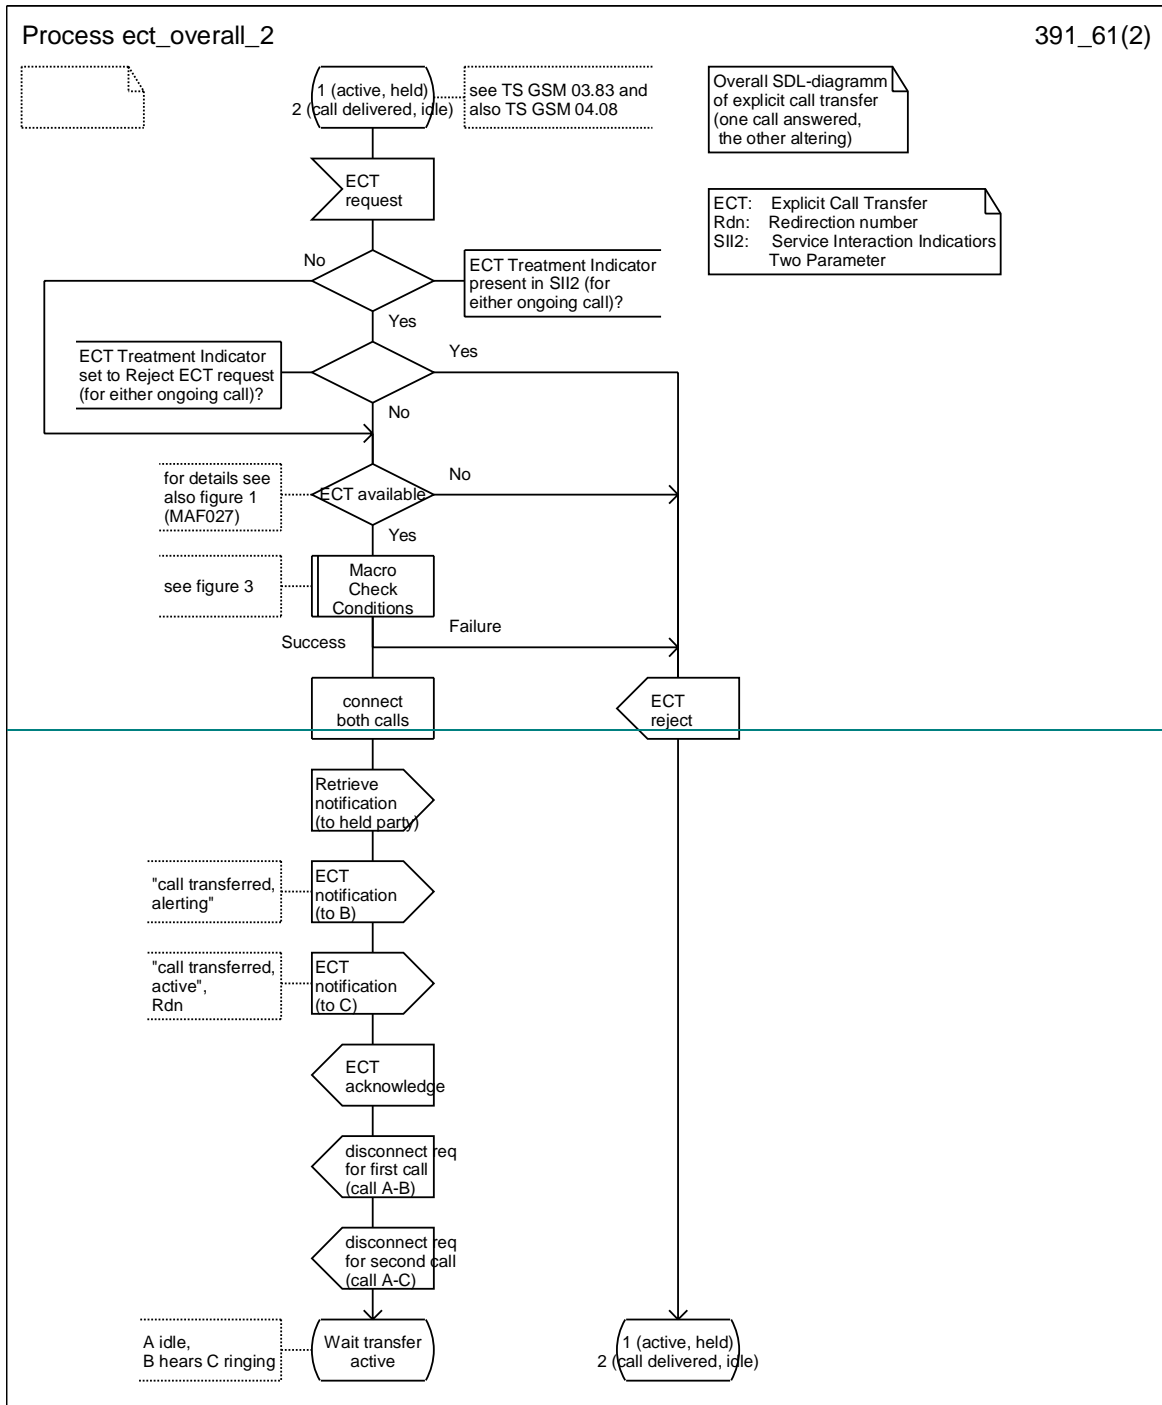 Process ect_overall_2
391_61(2)
1 (active, held)
2 (call delivered, idle)
see TS GSM 03.83 and
also TS GSM 04.08
Overall SDL-diagramm
of explicit call transfer
(one call answered,
the other altering)
ECT
request
ECT: Explicit Call Transfer
Rdn: Redirection number
SII2: Service Interaction Indicatiors
Two Parameter
No
ECT Treatment Indicator
present in SII2 (for
either ongoing call)?
Yes
ECT Treatment Indicator
set to Reject ECT request
(for either ongoing call)?
Yes
No
for details see
also figure 1
(MAF027)
ECT available
No
Yes
see figure 3
Macro
Check
Conditions
Success
Failure
connect
both calls
ECT
reject
Retrieve
notification
(to held party)
"call transferred,
alerting"
ECT
notification
(to B)
"call transferred,
active",
Rdn
ECT
notification
(to C)
ECT
acknowledge
disconnect req
for first call
(call A-B)
disconnect req
for second call
(call A-C)
A idle,
B hears C ringing
Wait transfer
active
1 (active, held)
2 (call delivered, idle)